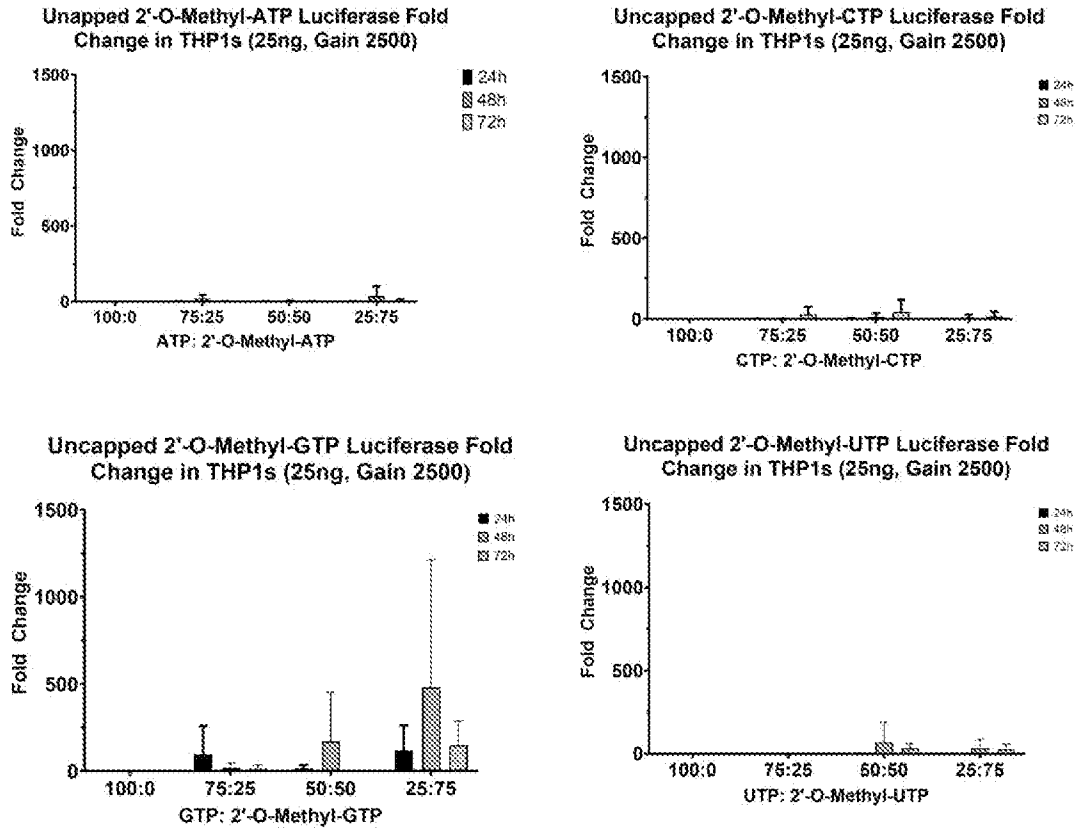 Unapped 2'-O-Methyl-ATP Luciferase Fold
Change in THP1s (25ng, Gain 2500)
1500
1000
500
0
Fold Change
24h
48h
72h
100:0
75:25
50:50
25:75
ATP: 2'-O-Methyl-ATP
Uncapped 2'-O-Methyl-CTP Luciferase Fold
Change in THP1s (25ng, Gain 2500)
1500
1000
500
0
Fold Change
24h
48h
72h
100:0
75:25
50:50
25:75
CTP: 2'-O-Methyl-CTP
Uncapped 2'-O-Methyl-GTP Luciferase Fold
Change in THP1s (25ng, Gain 2500)
1500
1000
500
0
Fold Change
24h
48h
72h
100:0
75:25
50:50
25:75
GTP: 2'-O-Methyl-GTP
Uncapped 2'-O-Methyl-UTP Luciferase Fold
Change in THP1s (25ng, Gain 2500)
1500
1000
500
0
Fold Change
24h
48h
72h
100:0
75:25
50:50
25:75
UTP: 2'-O-Methyl-UTP